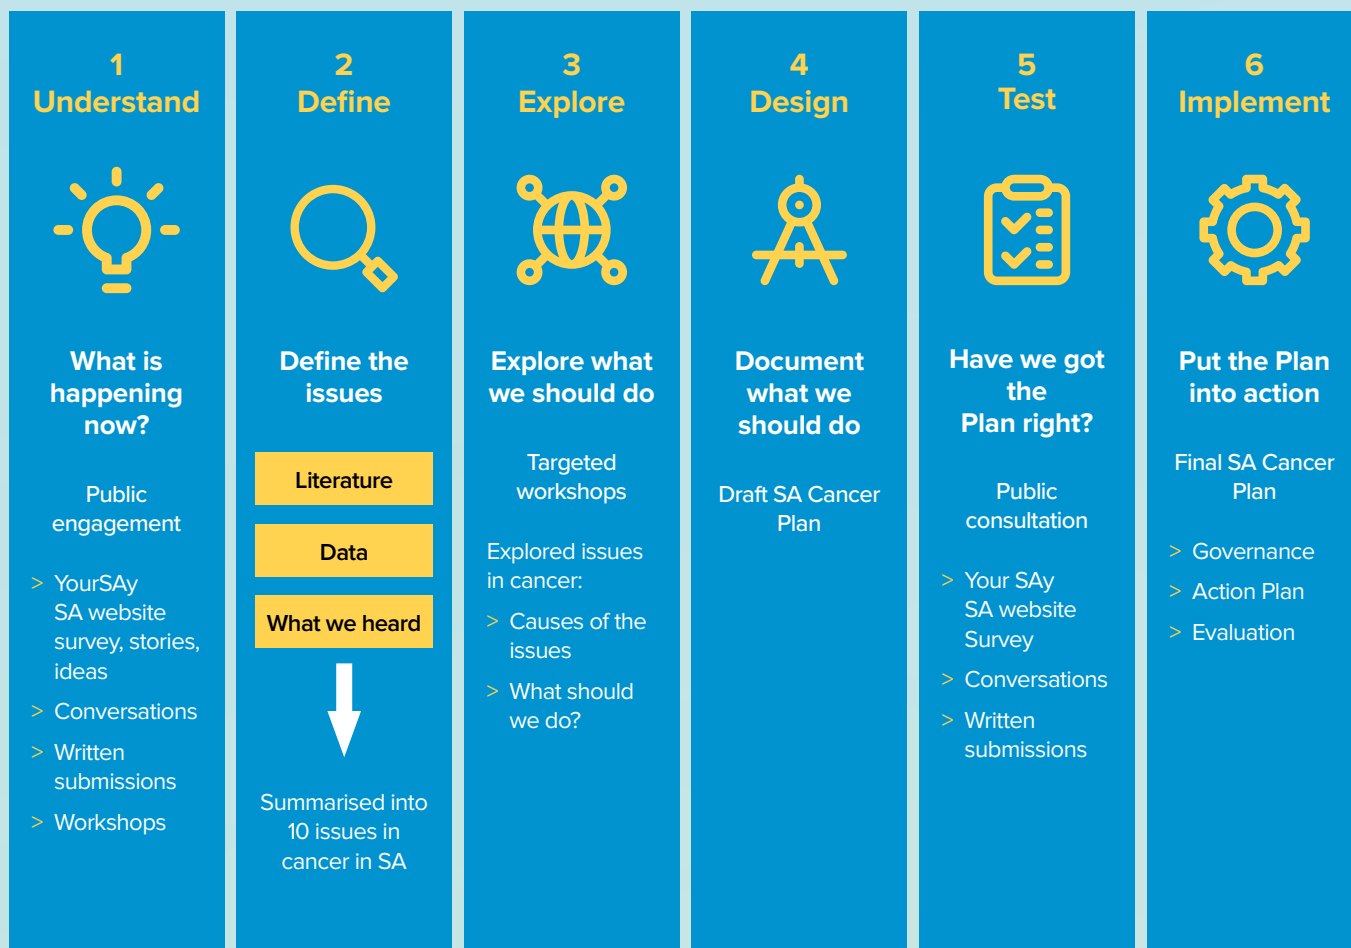 1
Understand
What is
happening
now?
Public
engagement
> YourSAy
SA website
survey, stories,
ideas
> Conversations
> Written
submissions
> Workshops
2
Define
Define the
issues
Literature
Data
What we heard
Summarised into
10 issues in
cancer in SA
3
Explore
Explore what
we should do
Targeted
workshops
Explored issues
in cancer:
> Causes of the
issues
> What should
we do?
4
Design
Document
what we
should do
Draft SA Cancer
Plan
5
Test
Have we got
the
Plan right?
Public
consultation
> Your SAy
SA website
Survey
> Conversations
> Written
submissions
6
Implement
Put the Plan
into action
Final SA Cancer
Plan
> Governance
> Action Plan
> Evaluation